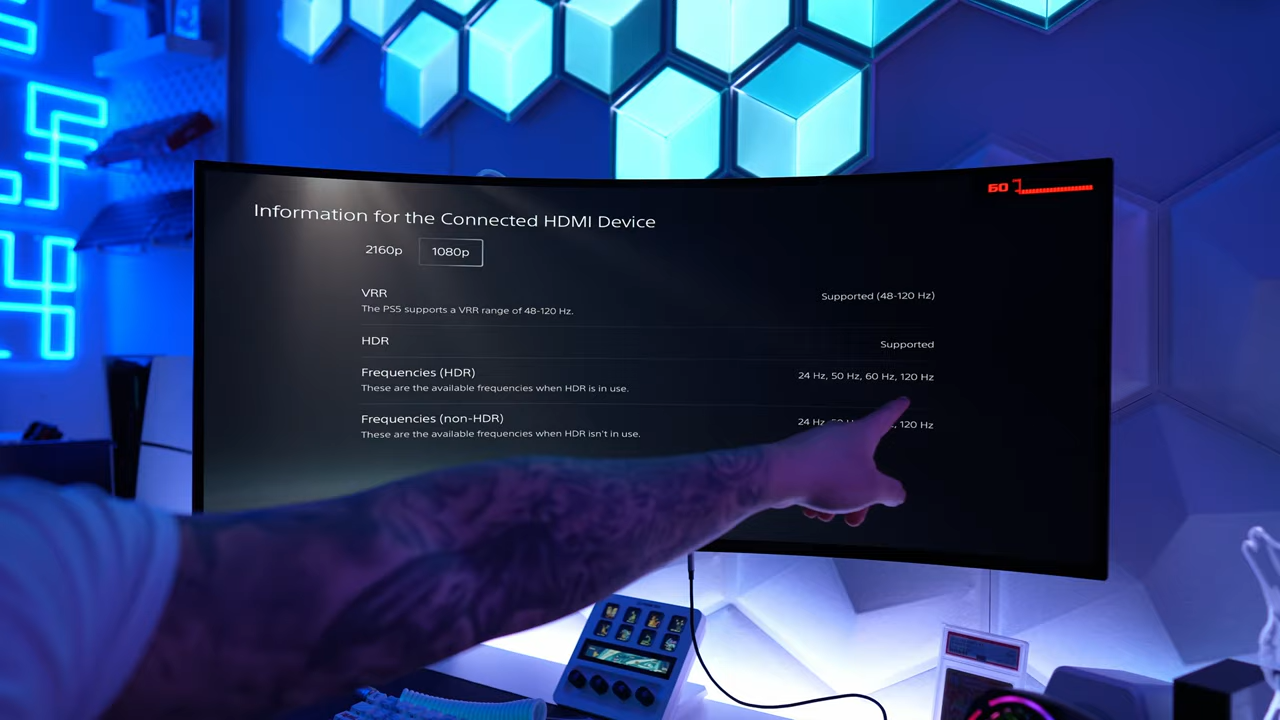 60
Information for the Connected HDMI Device
2160p 1080p
VRR Supported (48-120 Hz)
The PS5 supports a VRR range of 48-120 Hz.
HDR Supported
Frequencies (HDR) 24 Hz, 50 Hz, 60 Hz, 120 Hz
These are the available frequencies when HDR is in use.
Frequencies (non-HDR) 24 Hz, 120 Hz
These are the available frequencies when HDR isn't in use.